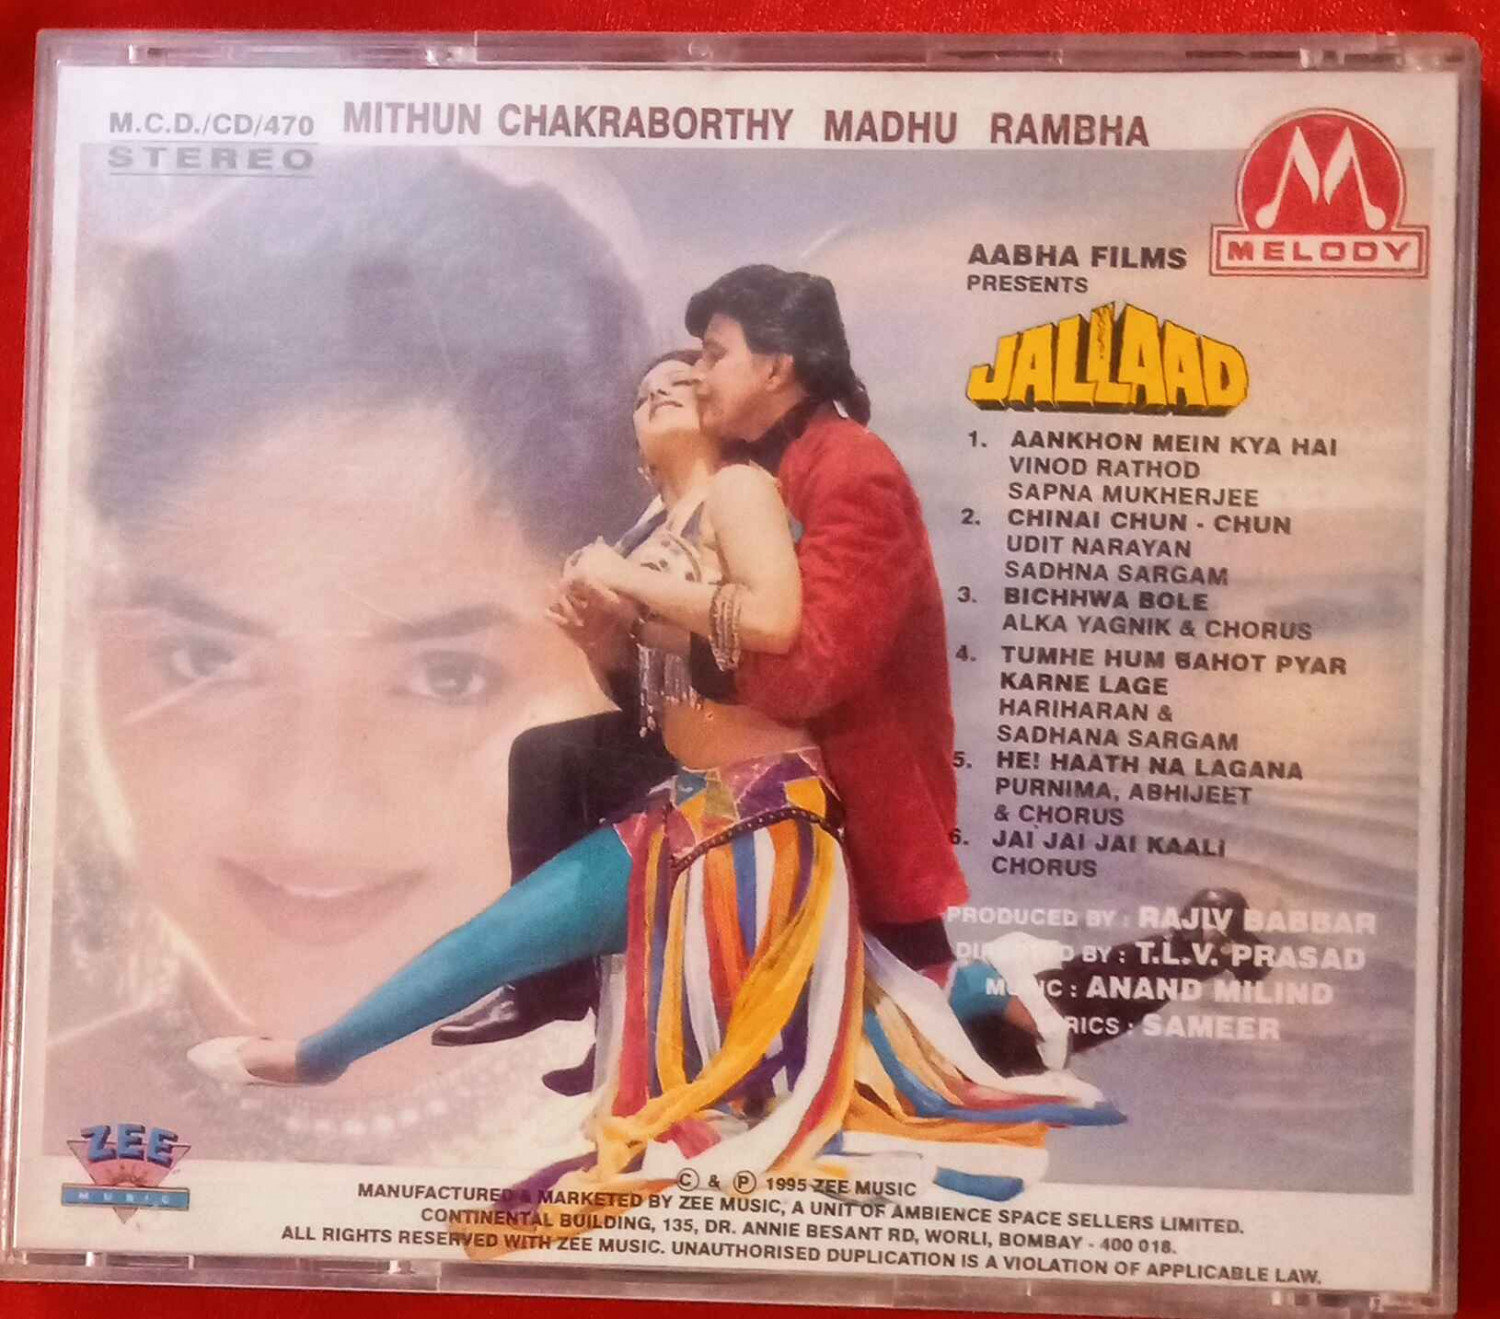 M.C.D./CD/470
STEREO
MITHUN CHAKRABORTHY MADHU RAMBHA
MELODY
AABHA FILMS
PRESENTS
JALLAAD
1. AANKHON MEIN KYA HAI
VINOD RATHOD
SAPNA MUKHERJEE
2. CHINAI CHUN - CHUN
UDIT NARAYAN
SADHNA SARGAM
3. BICHHWA BOLE
ALKA YAGNIK & CHORUS
4. TUMHE HUM BAHOT PYAR
KARNE LAGE
HARIHARAN &
SADHANA SARGAM
5. HE! HAATH NA LAGANA
PURNIMA, ABHIJEET
& CHORUS
6. JAI JAI JAI KAALI
CHORUS
PRODUCED BY : RAJIV BABBAR
DIRECTED BY : T.L.V. PRASAD
MUSIC : ANAND MILIND
LYRICS : SAMEER
ZEE
MUSIC
© & ℗ 1995 ZEE MUSIC
MANUFACTURED & MARKETED BY ZEE MUSIC, A UNIT OF AMBIENCE SPACE SELLERS LIMITED.
CONTINENTAL BUILDING, 135, DR. ANNIE BESANT RD, WORLI, BOMBAY - 400 018.
ALL RIGHTS RESERVED WITH ZEE MUSIC. UNAUTHORISED DUPLICATION IS A VIOLATION OF APPLICABLE LAW.